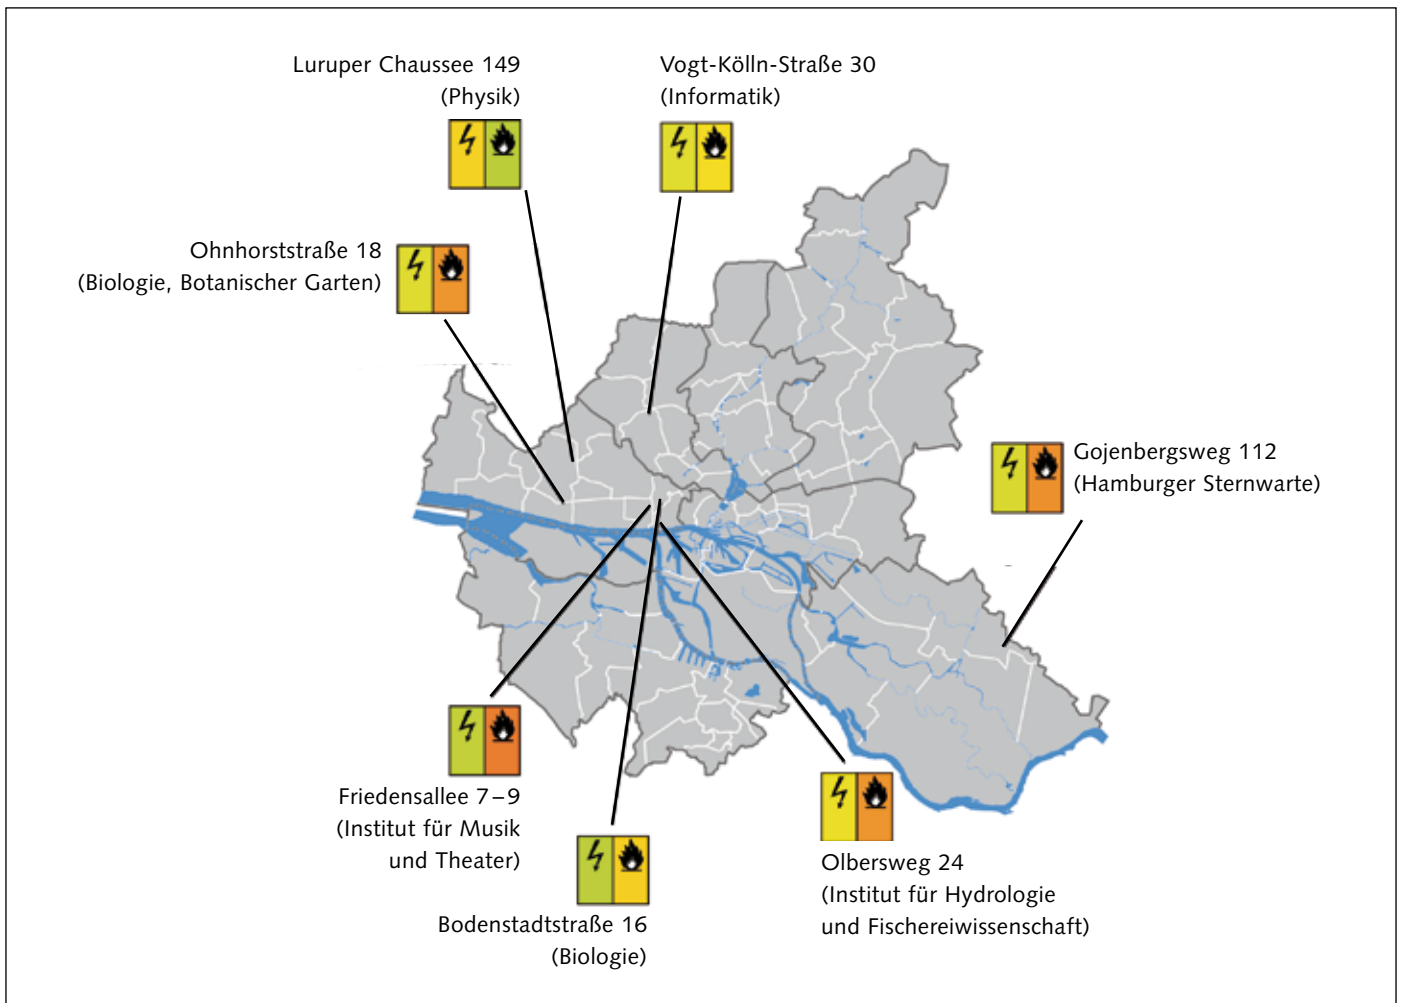 Luruper Chaussee 149
(Physik)
Vogt-Kölln-Straße 30
(Informatik)
Ohnhorststraße 18
(Biologie, Botanischer Garten)
Gojenbergsweg 112
(Hamburger Sternwarte)
Friedensallee 7–9
(Institut für Musik
und Theater)
Bodenstadtstraße 16
(Biologie)
Olbersweg 24
(Institut für Hydrologie
und Fischereiwissenschaft)